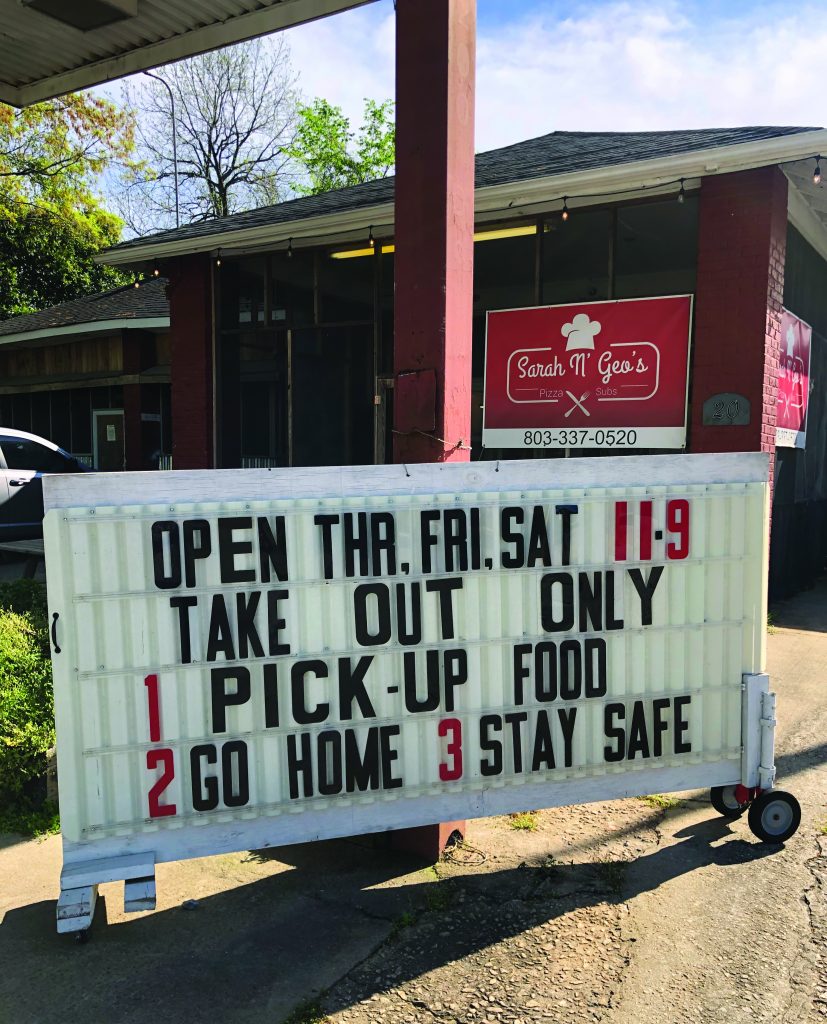 Sarah N' Geo's
Pizza Subs
803-337-0520
20
OPEN THR, FRI, SAT 11-9
TAKE OUT ONLY
1 PICK-UP FOOD
2 GO HOME 3 STAY SAFE